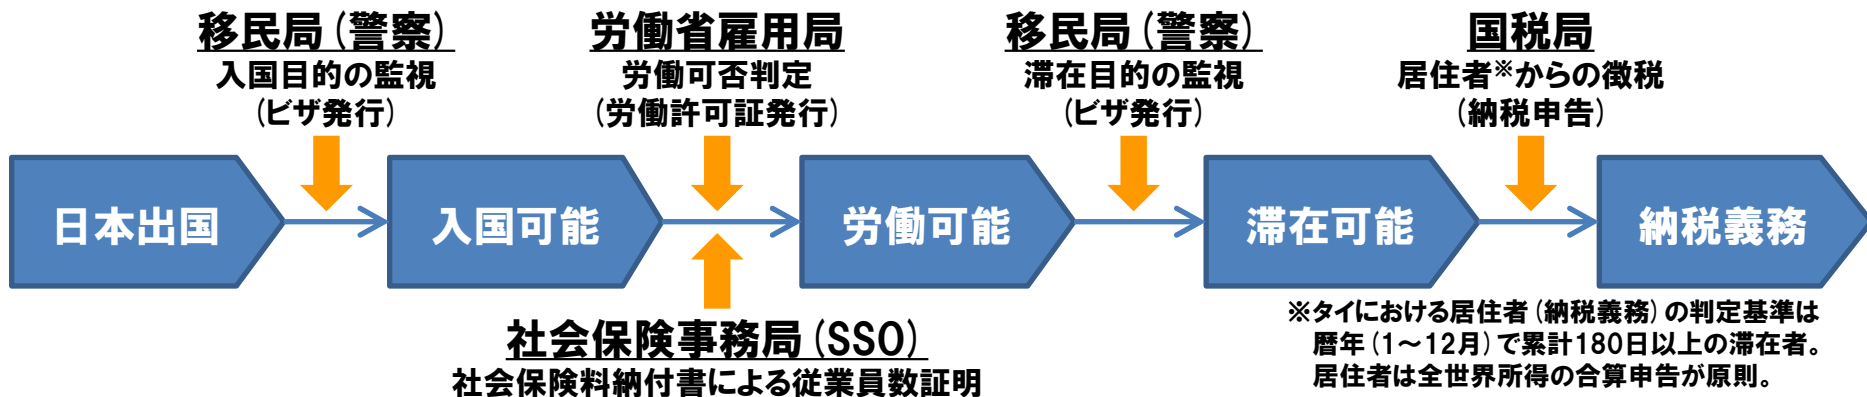 移民局(警察)
入国目的の監視
(ビザ発行)
労働省雇用局
労働可否判定
(労働許可証発行)
移民局(警察)
滞在目的の監視
(ビザ発行)
国税局
居住者※からの徴税
(納税申告)
日本出国
入国可能
労働可能
滞在可能
納税義務
社会保険事務局(SSO)
社会保険料納付書による従業員数証明
※タイにおける居住者(納税義務)の判定基準は
暦年(1～12月)で累計180日以上の滞在者。
居住者は全世界所得の合算申告が原則。